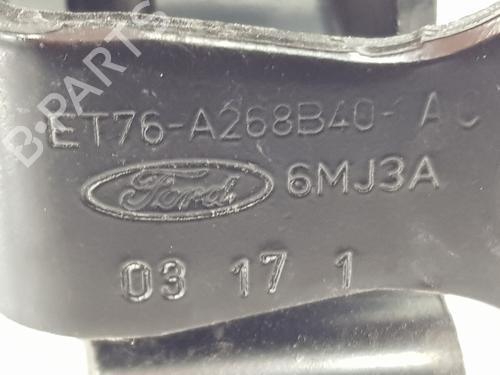 ET76-A268B40-AC
Ford 6MJ3A
03 17 1
B-PARTS